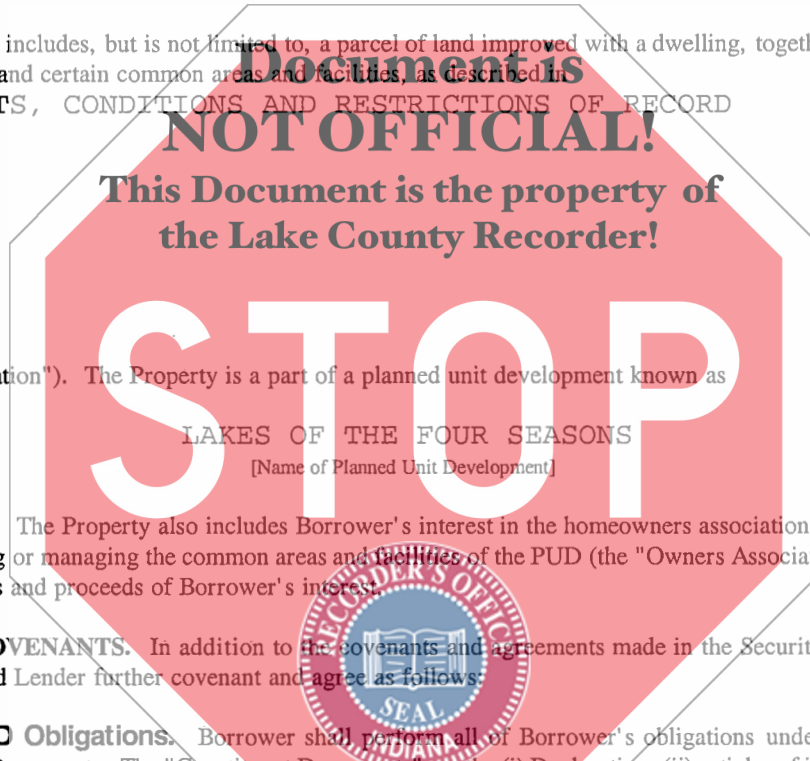 includes, but is not limited to, a parcel of land improved with a dwelling, togeth
Document is
and certain common areas and facilities, as described in
TS, CONDITIONS AND RESTRICTIONS OF RECORD
NOT OFFICIAL!
This Document is the property of
the Lake County Recorder!
STOP
tion"). The Property is a part of a planned unit development known as
LAKES OF THE FOUR SEASONS
[Name of Planned Unit Development]
The Property also includes Borrower's interest in the homeowners association
g or managing the common areas and facilities of the PUD (the "Owners Associa
s and proceeds of Borrower's interest.
RECORDER'S OFFICE
OVENANTS. In addition to the covenants and agreements made in the Securit
d Lender further covenant and agree as follows:
SEAL
INDIANA
D Obligations. Borrower shall perform all of Borrower's obligations unde